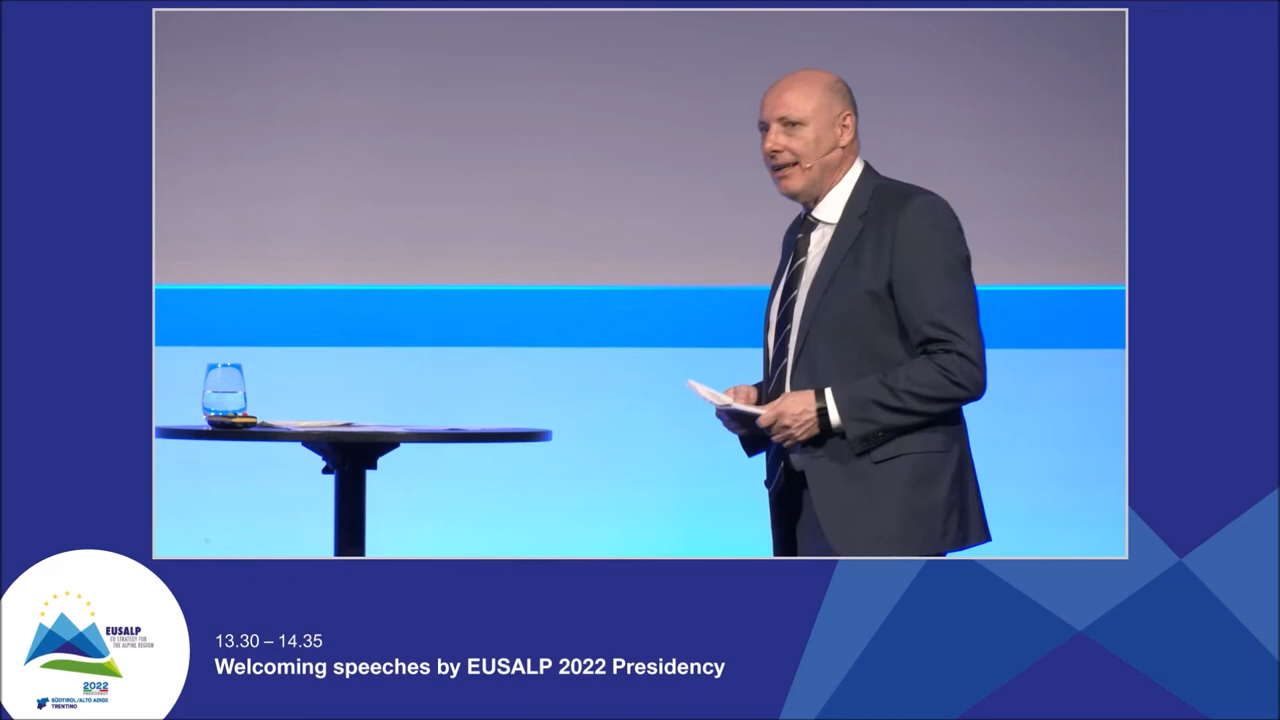 13.30 – 14.35
Welcoming speeches by EUSALP 2022 Presidency
EUSALP
EU STRATEGY FOR
THE ALPINE REGION
2022
PRESIDENCY
SÜDTIROL/ALTO ADIGE
TRENTINO